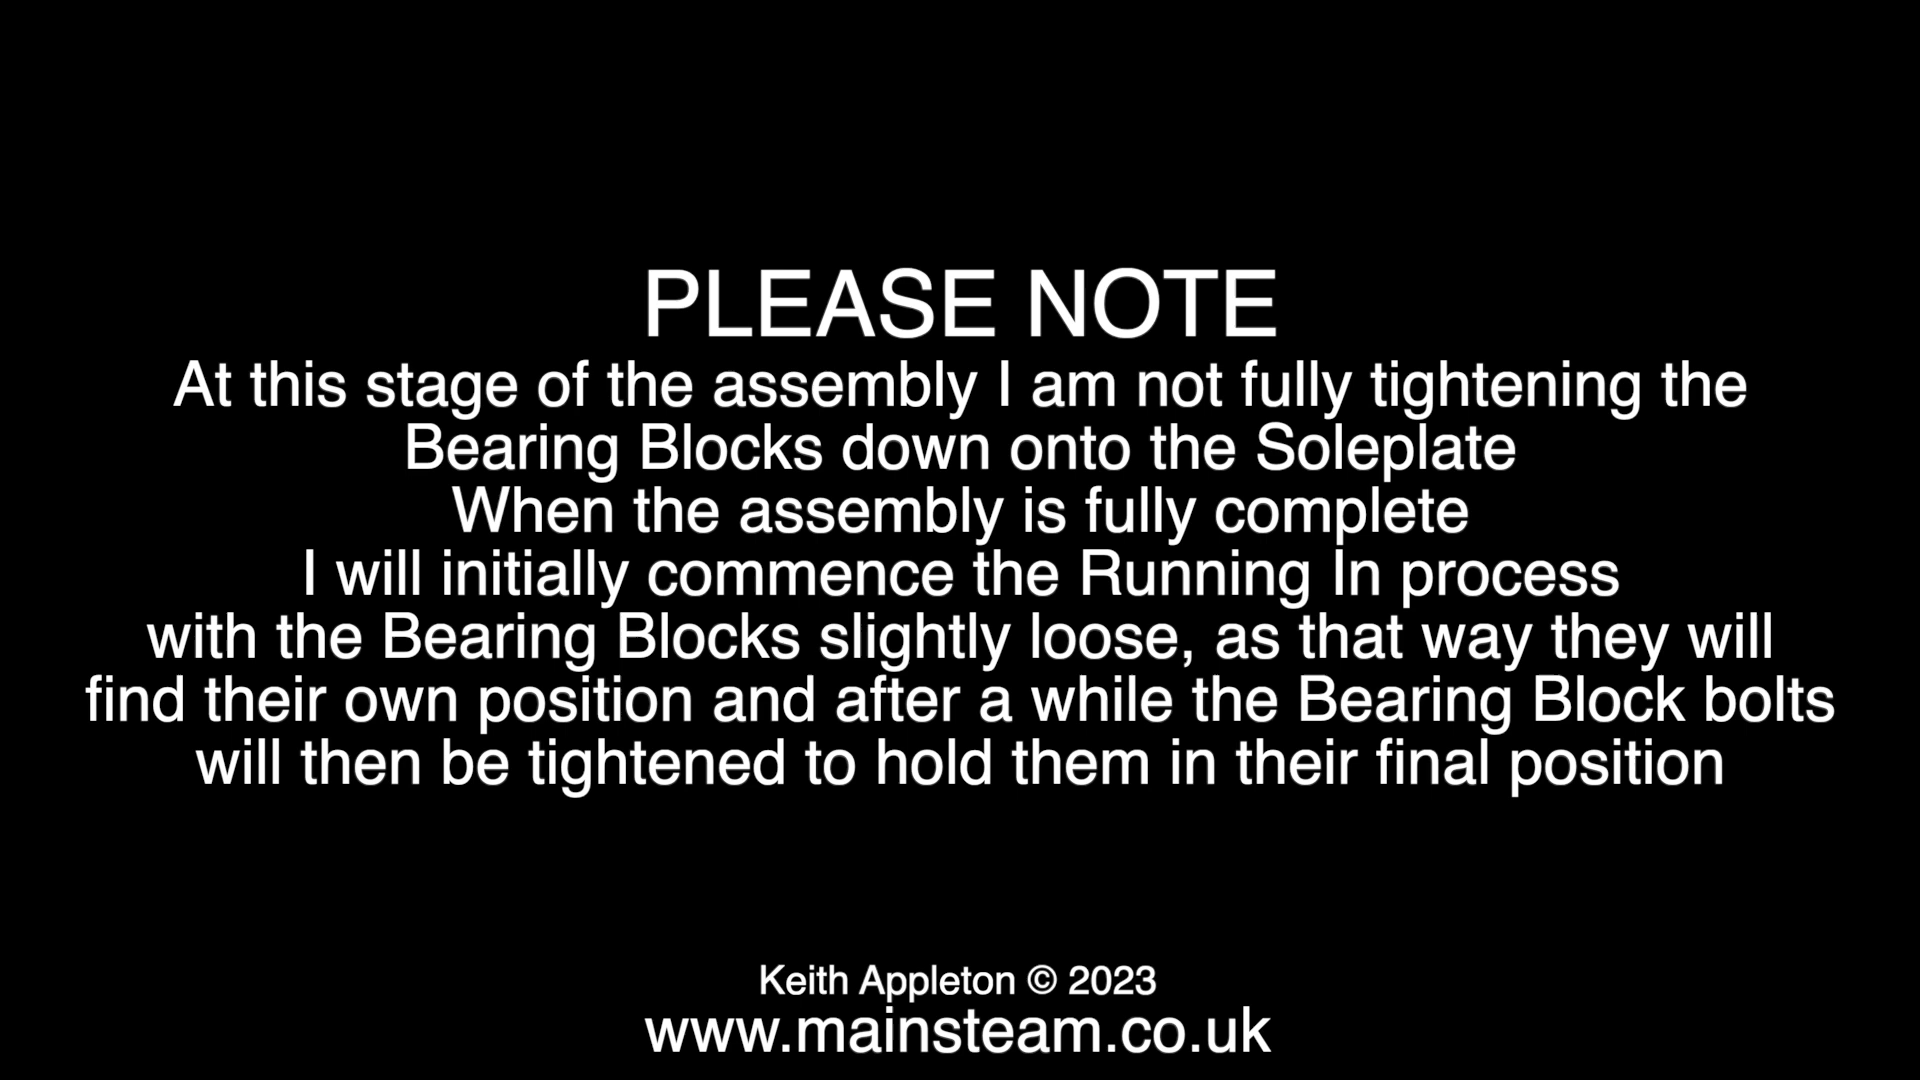 PLEASE NOTE
At this stage of the assembly I am not fully tightening the
Bearing Blocks down onto the Soleplate
When the assembly is fully complete
I will initially commence the Running In process
with the Bearing Blocks slightly loose, as that way they will
find their own position and after a while the Bearing Block bolts
will then be tightened to hold them in their final position
Keith Appleton © 2023
www.mainsteam.co.uk